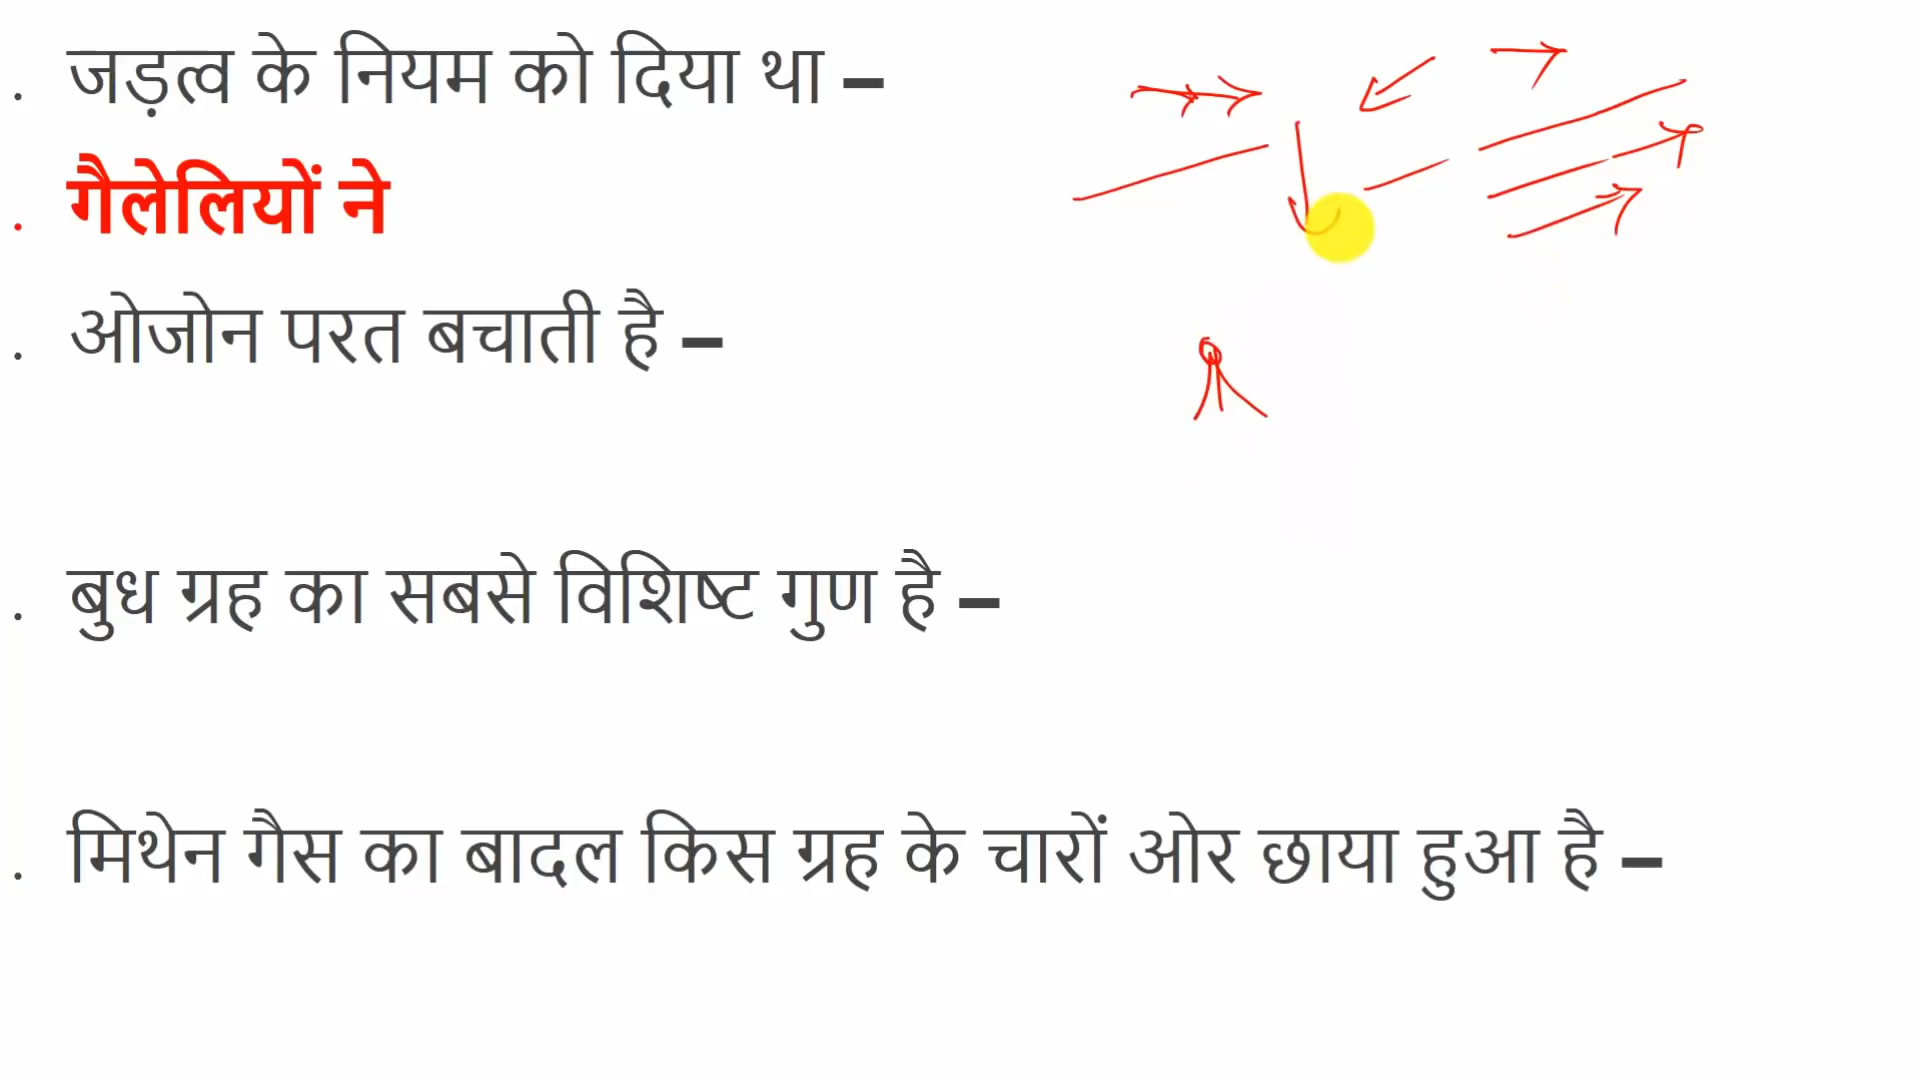 . जड़त्व के नियम को दिया था –
. गैलेलियों ने
. ओजोन परत बचाती है –
. बुध ग्रह का सबसे विशिष्ट गुण है –
. मिथेन गैस का बादल किस ग्रह के चारों ओर छाया हुआ है –